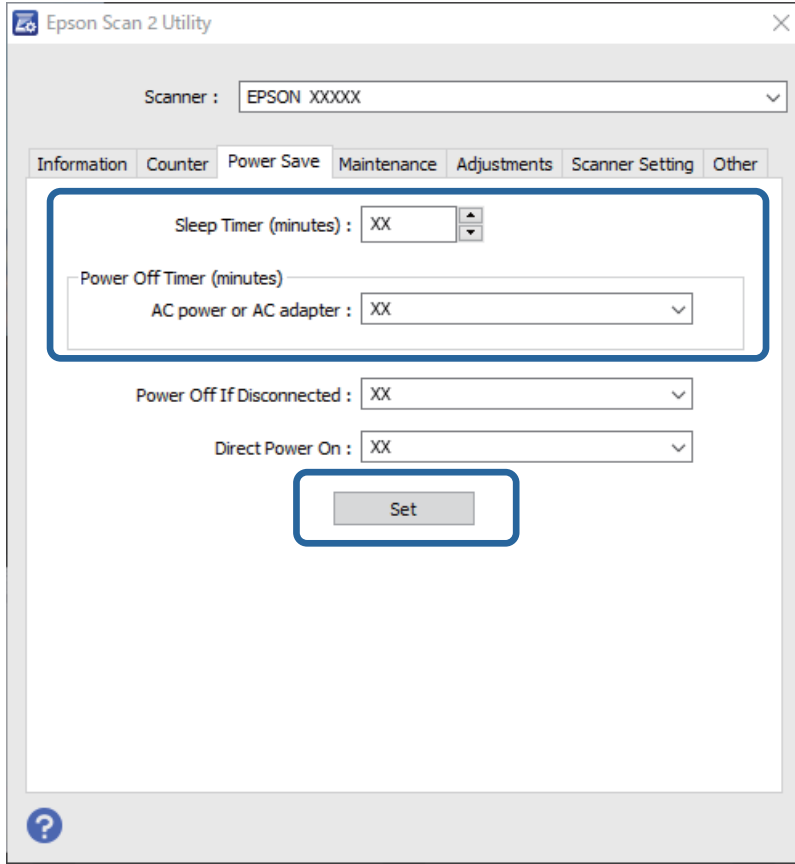 Epson Scan 2 Utility
Scanner : EPSON XXXXX
Information Counter Power Save Maintenance Adjustments Scanner Setting Other
Sleep Timer (minutes) : XX
Power Off Timer (minutes)
AC power or AC adapter : XX
Power Off If Disconnected : XX
Direct Power On : XX
Set
?